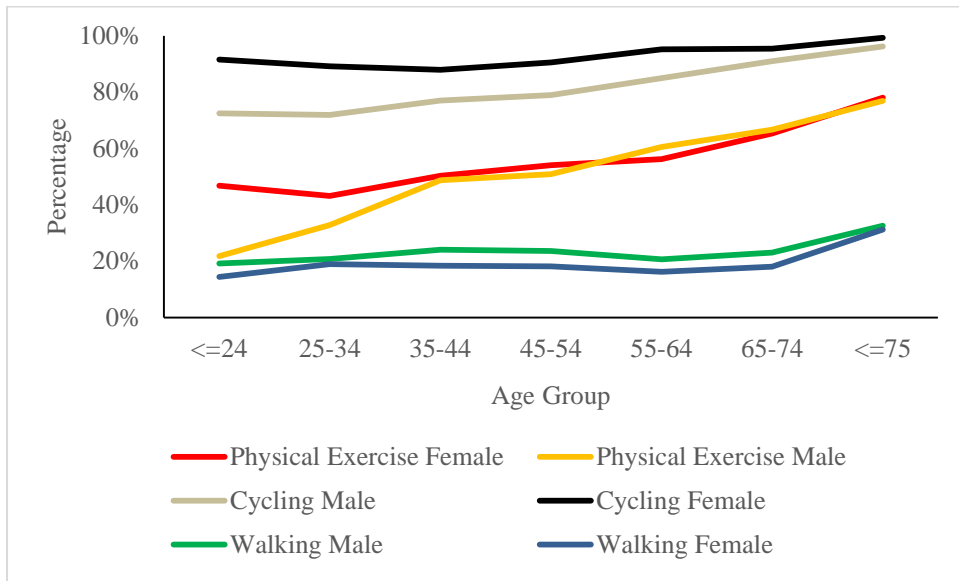 100%
80%
60%
40%
20%
0%
Percentage
<=24 25-34 35-44 45-54 55-64 65-74 <=75
Age Group
Physical Exercise Female Physical Exercise Male
Cycling Male Cycling Female
Walking Male Walking Female